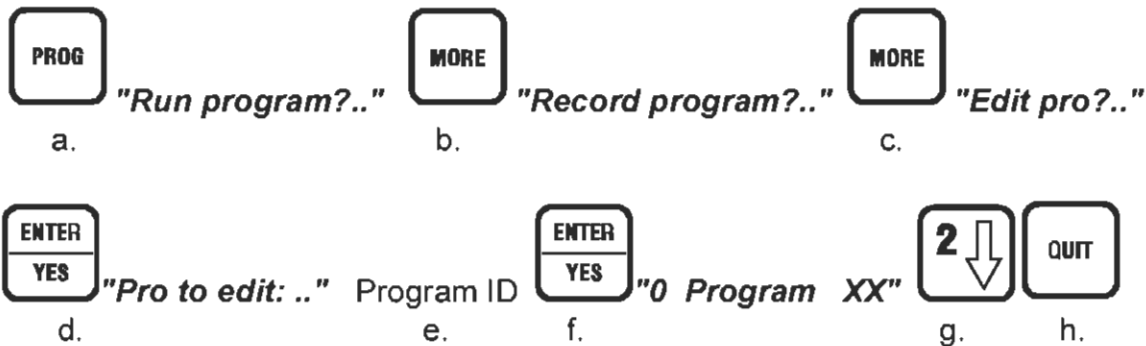 PROG "Run program?.." MORE "Record program?.." MORE "Edit pro?.."
a. b. c.
ENTER YES "Pro to edit: .." Program ID ENTER YES "0 Program XX" 2 QUIT
d. e. f. g. h.